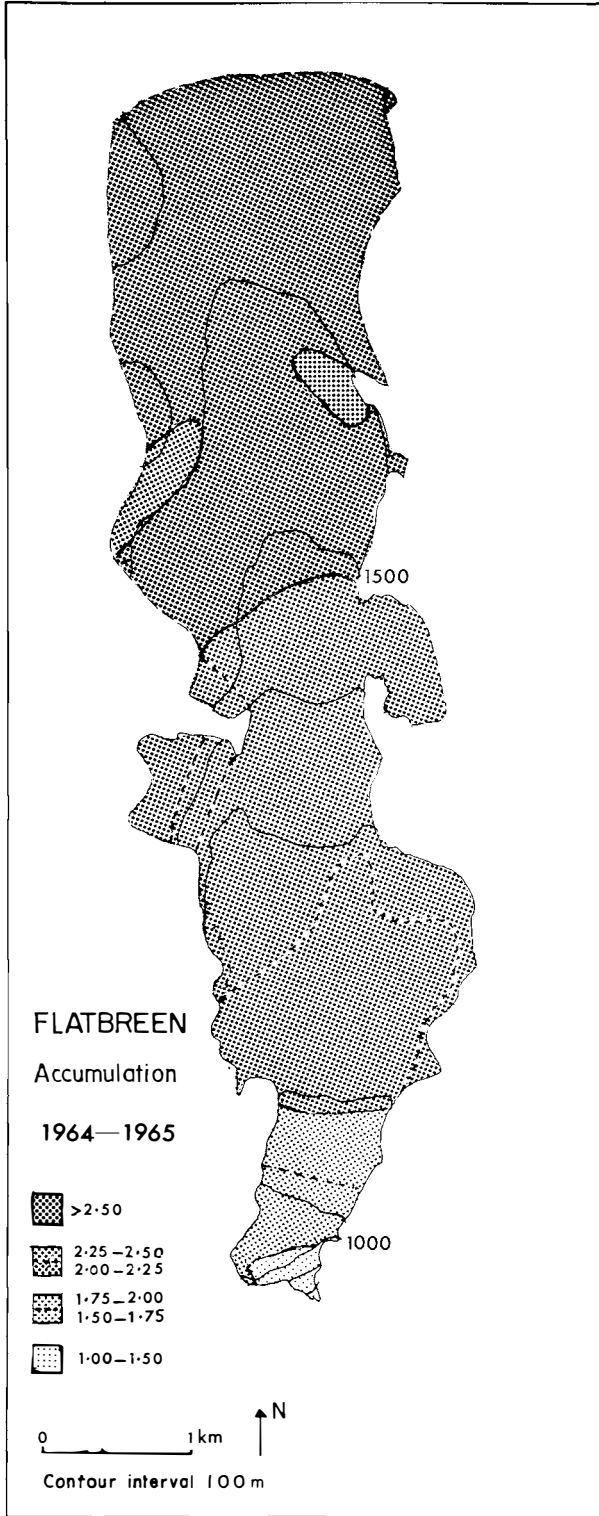 1500
FLATBREEN
Accumulation
1964—1965
1000
>2·50
2·25–2·50
2·00–2·25
1·75–2·00
1·50–1·75
1·00–1·50
0 1 km
N
Contour interval 100 m